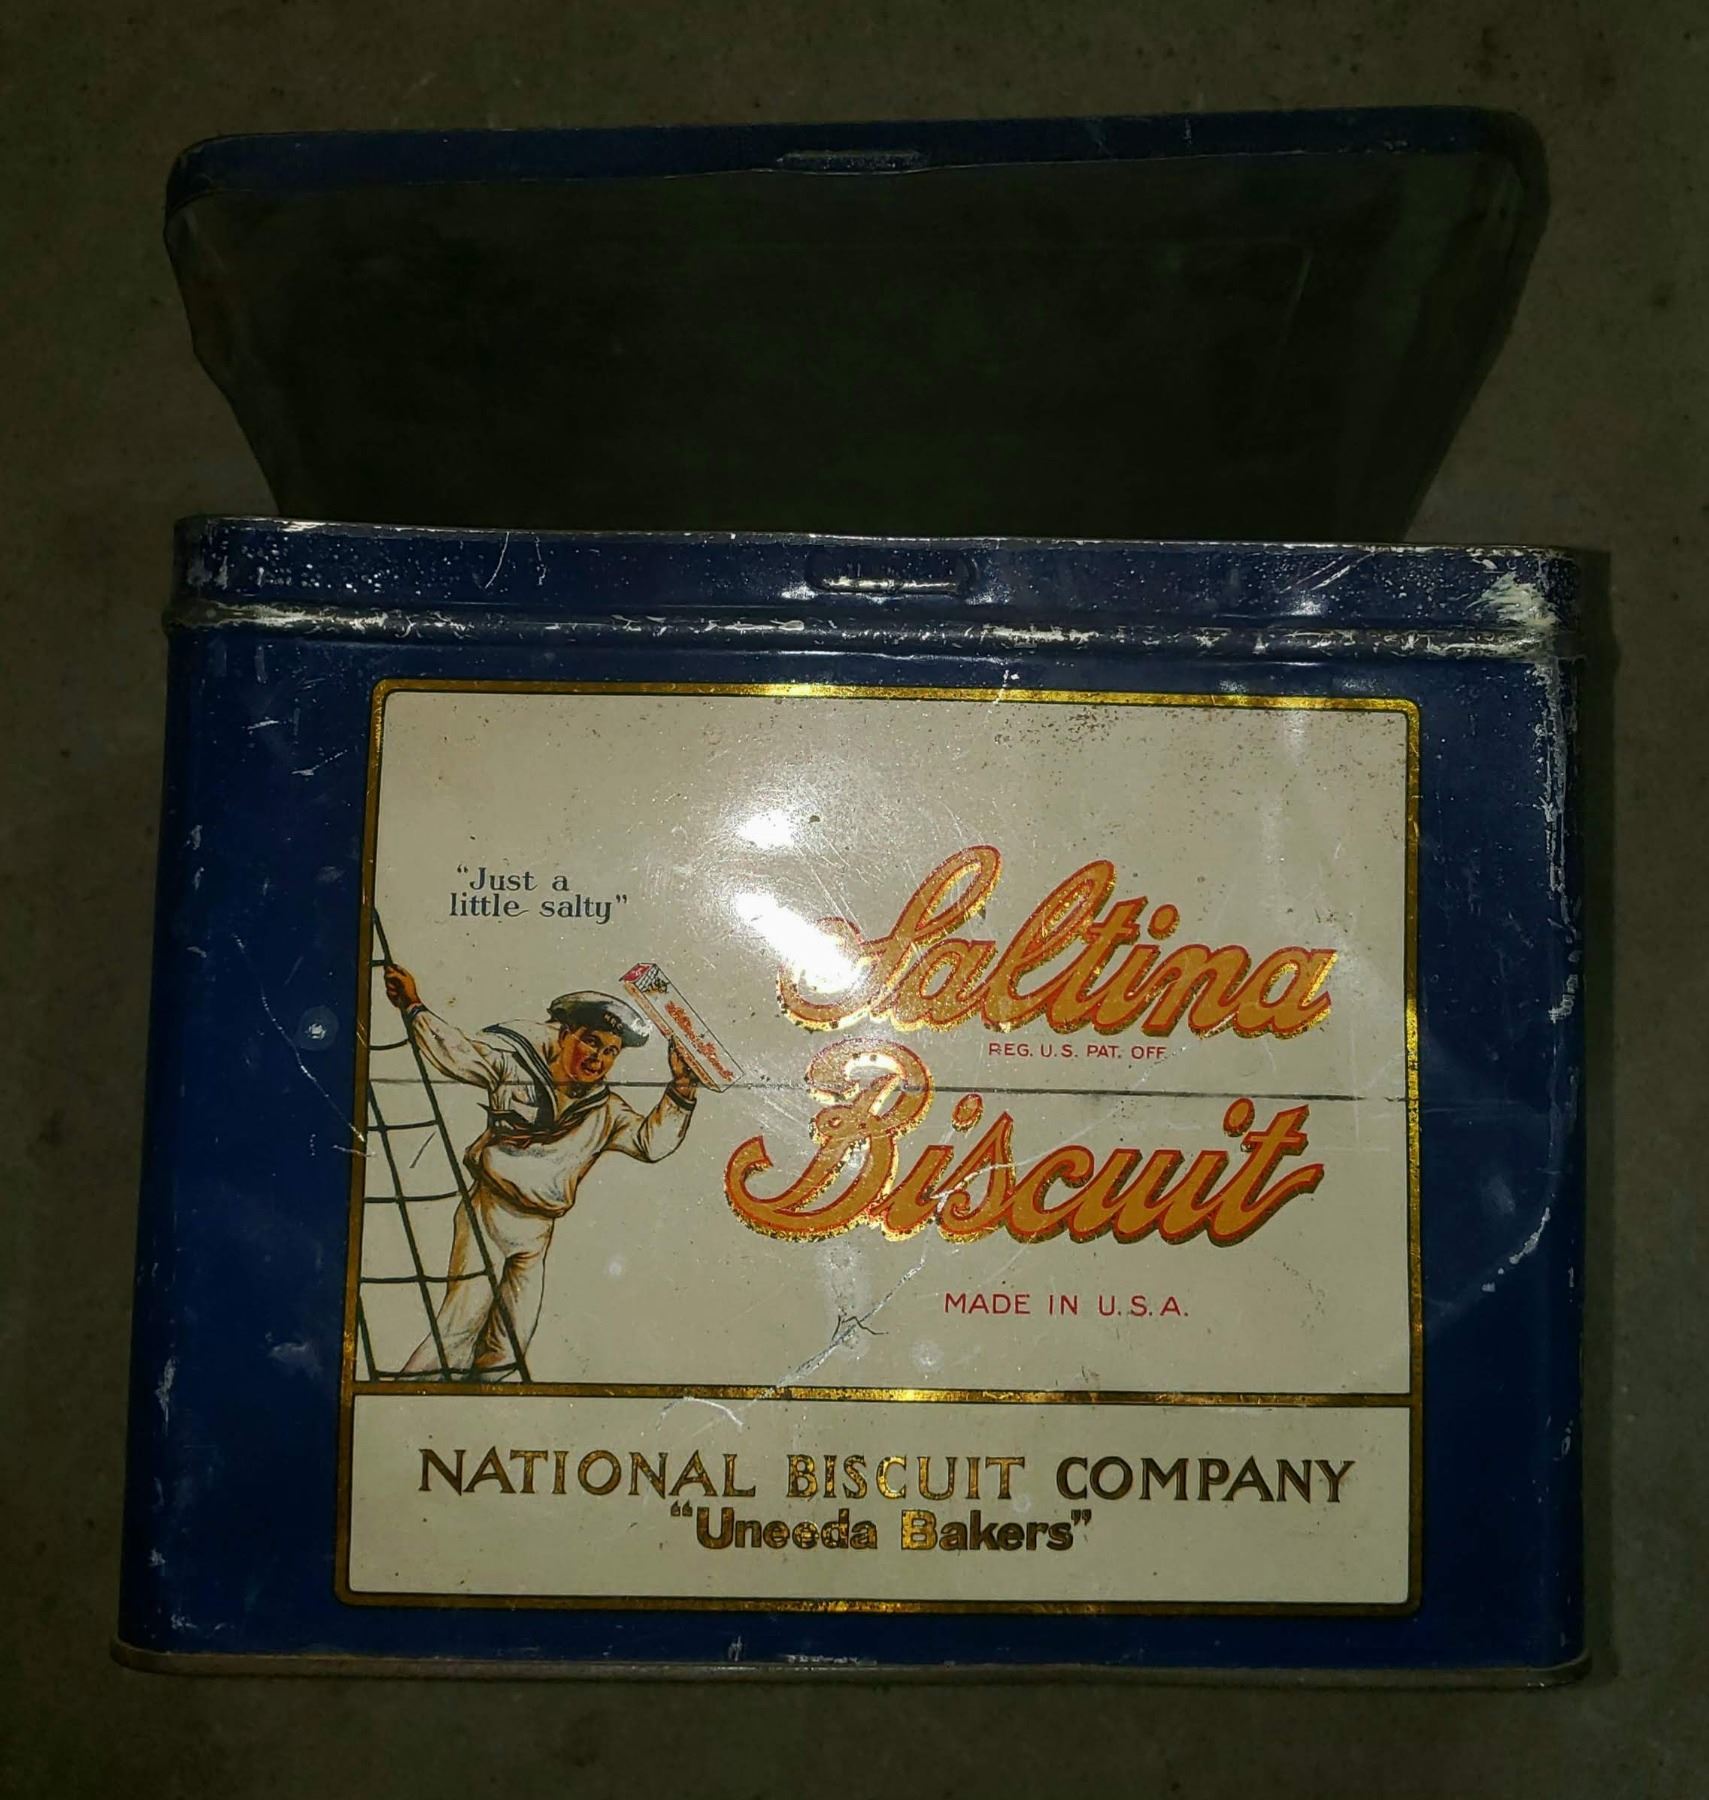 "Just a
little salty"
Saltina
REG. U.S. PAT. OFF.
Biscuit
MADE IN U.S.A.
NATIONAL BISCUIT COMPANY
"Uneeda Bakers"